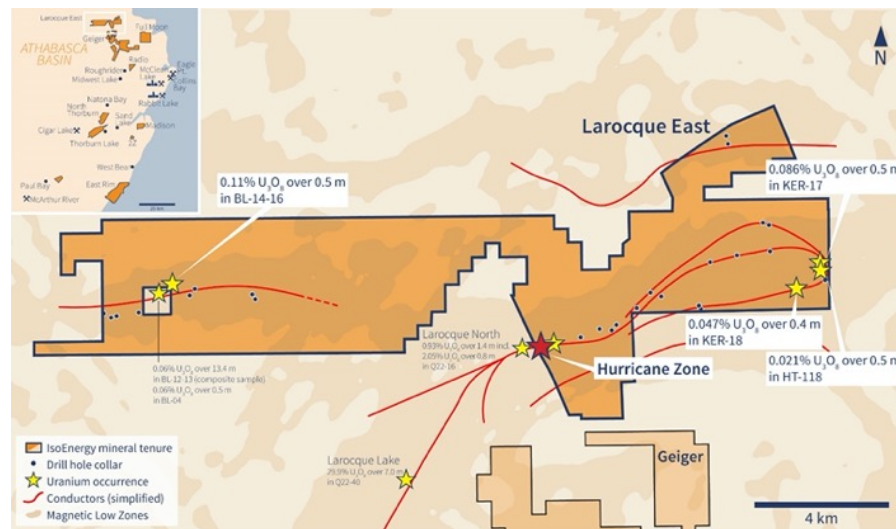 Larocque East
Full Moon
Geiger
ATHABASCA
BASIN
Radio
Roughrider
McClean
Lake
Eagle
Pt.
Collins
Bay
Midwest Lake
Rabbit Lake
Natona Bay
North
Thorburn
Sand
Lake
Madison
Cigar Lake
Thorburn Lake
2Z
West Bear
Paul Bay
East Rim
McArthur River
N
Larocque East
0.11% U3O8 over 0.5 m
in BL-14-16
0.086% U3O8 over 0.5 m
in KER-17
0.047% U3O8 over 0.4 m
in KER-18
0.021% U3O8 over 0.5 m
in HT-118
Larocque North
0.93% U3O8 over 1.4 m incl.
2.05% U3O8 over 0.8 m
in Q22-16
Hurricane Zone
0.06% U3O8 over 13.4 m
in BL-12-13 (composite sample)
0.06% U3O8 over 0.5 m
in BL-04
Larocque Lake
29.9% U3O8 over 7.0 m
in Q22-40
Geiger
IsoEnergy mineral tenure
Drill hole collar
Uranium occurrence
Conductors (simplified)
Magnetic Low Zones
4 km